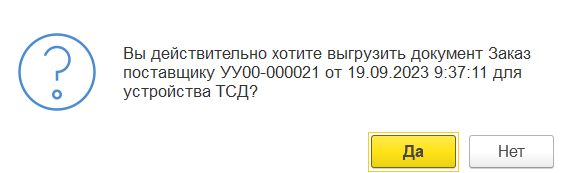 Вы действительно хотите выгрузить документ Заказ
поставщику УУ00-000021 от 19.09.2023 9:37:11 для
устройства ТСД?
Да
Нет